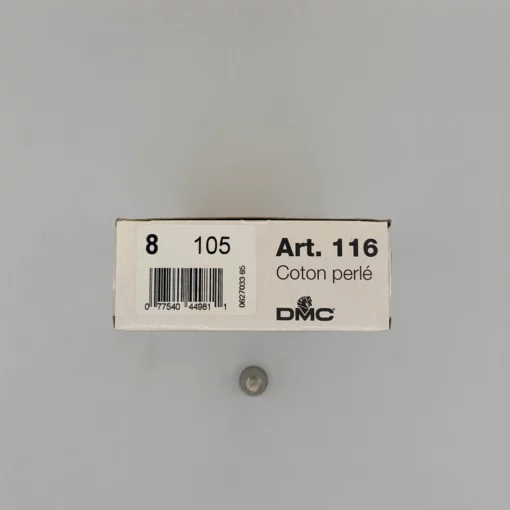 8 105
0 77540 44981 1
0627033 65
Art. 116
Coton perlé
DMC